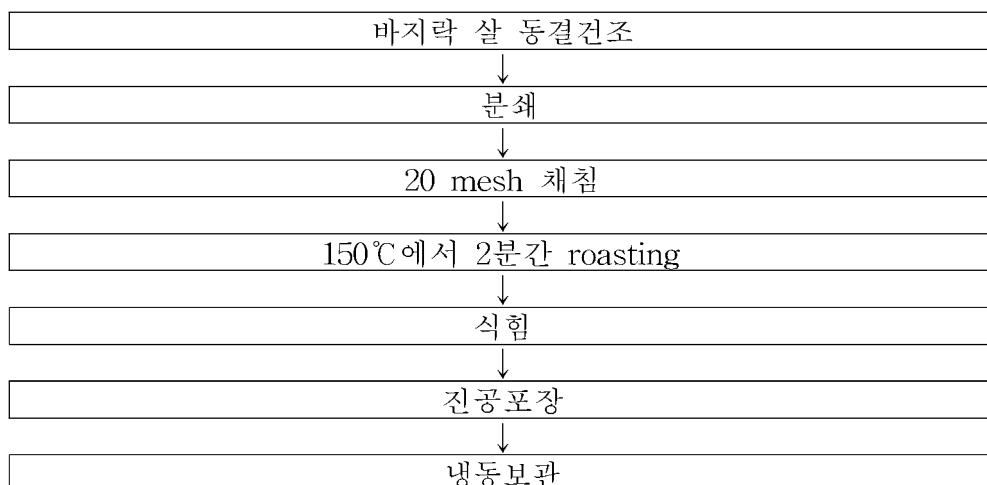 바지락 살 동결건조
↓
분쇄
↓
20 mesh 채침
↓
150℃에서 2분간 roasting
↓
식힘
↓
진공포장
↓
냉동보관